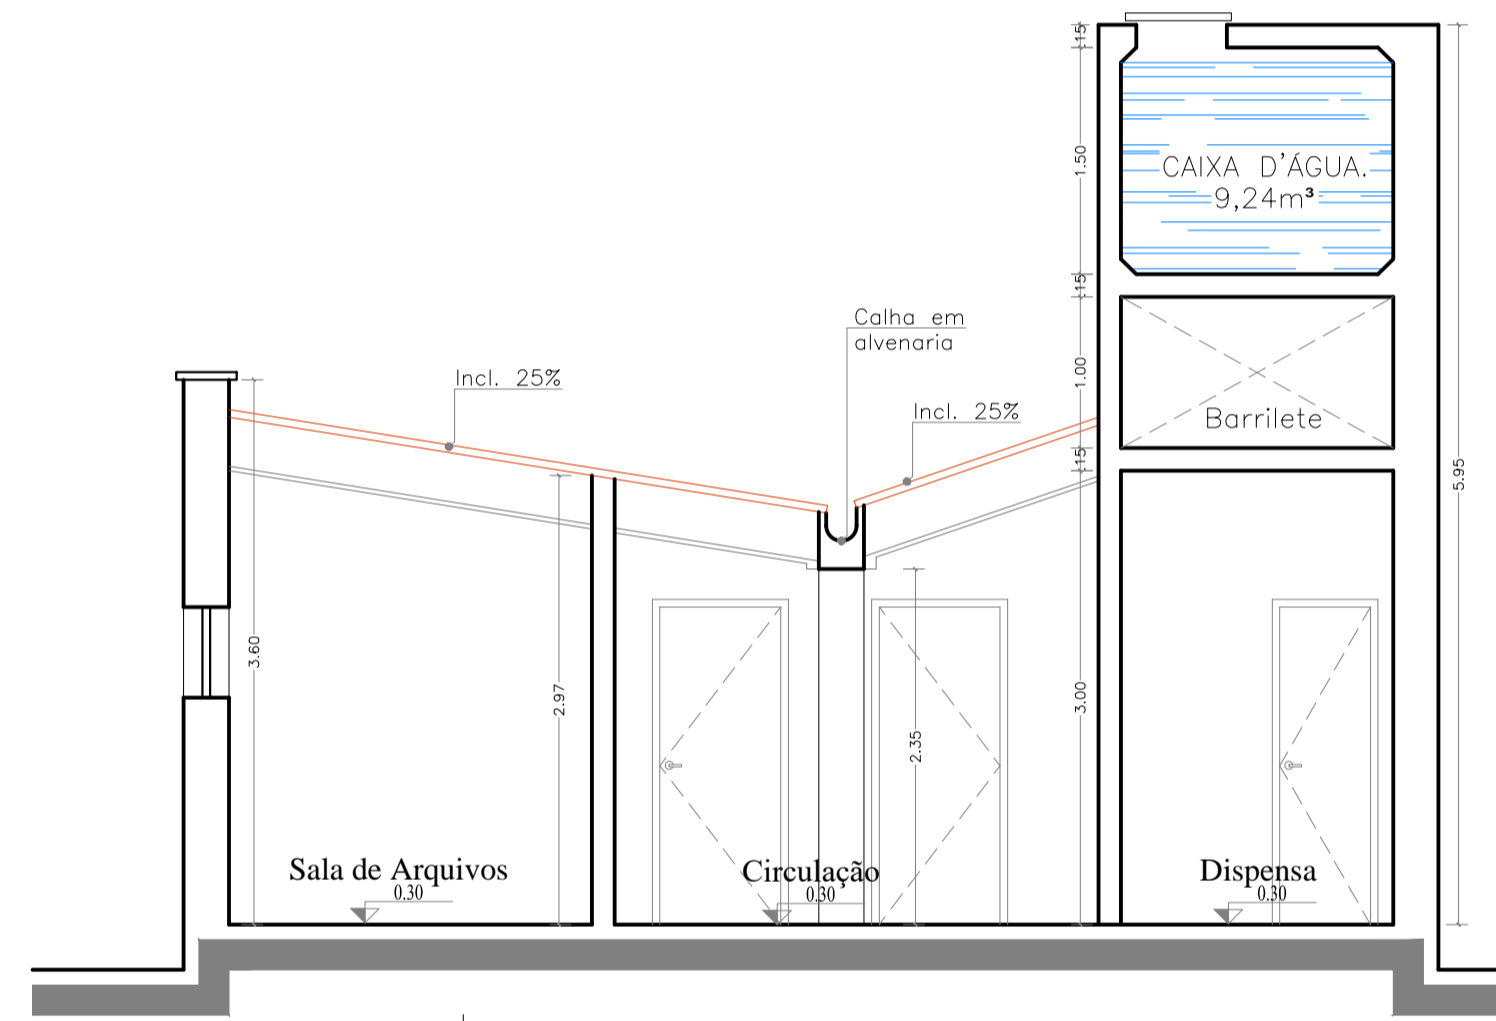 .15
1.50
CAIXA D'ÁGUA.
9,24m³
.15
Calha em
alvenaria
Incl. 25%
1.00
Incl. 25%
Barrilete
.15
5.95
3.60
2.97
3.00
2.35
Sala de Arquivos
0.30
Circulação
0.30
Dispensa
0.30